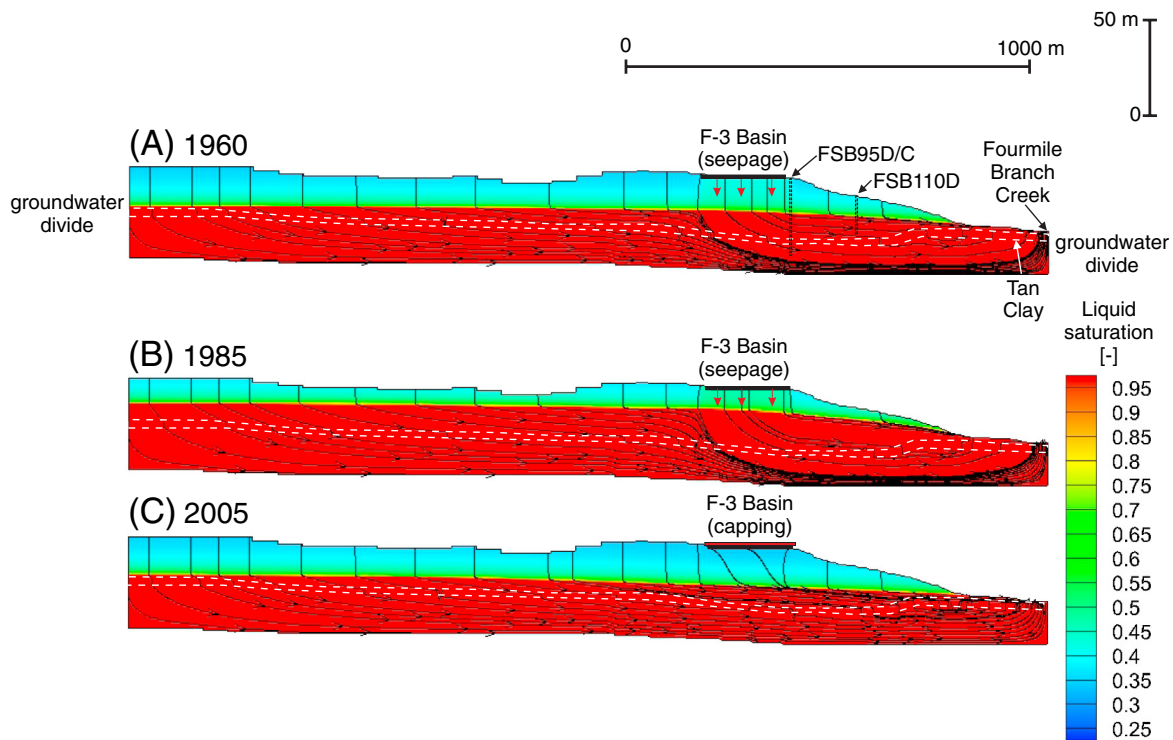 50 m
0
1000 m
0
(A) 1960
F-3 Basin
(seepage)
FSB95D/C
FSB110D
Fourmile
Branch
Creek
groundwater
divide
groundwater
divide
Tan
Clay
(B) 1985
F-3 Basin
(seepage)
Liquid
saturation
[-]
0.95
0.9
0.85
0.8
0.75
0.7
0.65
0.6
0.55
0.5
0.45
0.4
0.35
0.3
0.25
(C) 2005
F-3 Basin
(capping)